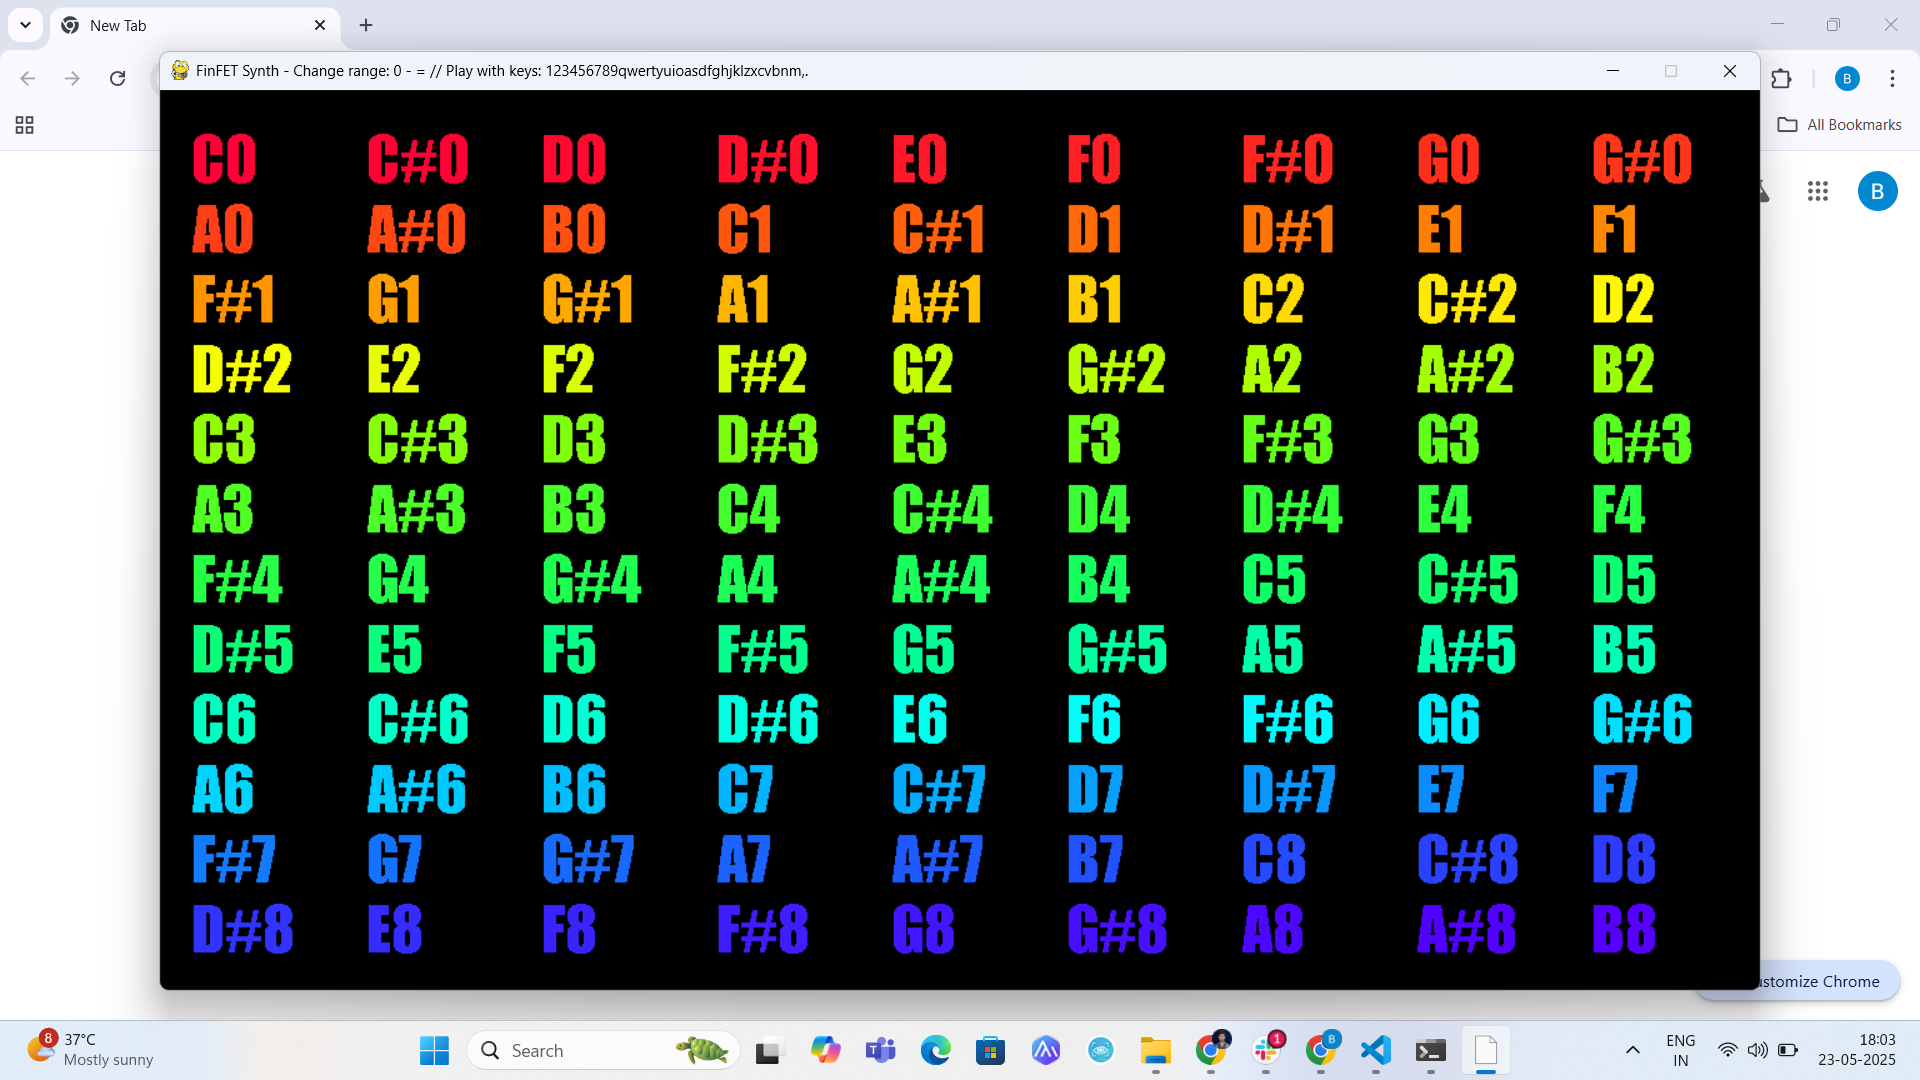 New Tab
FinFET Synth - Change range: 0 - = // Play with keys: 123456789qwertyuioasdfghjklzxcvbnm,.
B
All Bookmarks
B
C0 C#0 D0 D#0 E0 F0 F#0 G0 G#0
A0 A#0 B0 C1 C#1 D1 D#1 E1 F1
F#1 G1 G#1 A1 A#1 B1 C2 C#2 D2
D#2 E2 F2 F#2 G2 G#2 A2 A#2 B2
C3 C#3 D3 D#3 E3 F3 F#3 G3 G#3
A3 A#3 B3 C4 C#4 D4 D#4 E4 F4
F#4 G4 G#4 A4 A#4 B4 C5 C#5 D5
D#5 E5 F5 F#5 G5 G#5 A5 A#5 B5
C6 C#6 D6 D#6 E6 F6 F#6 G6 G#6
A6 A#6 B6 C7 C#7 D7 D#7 E7 F7
F#7 G7 G#7 A7 A#7 B7 C8 C#8 D8
D#8 E8 F8 F#8 G8 G#8 A8 A#8 B8
ustomize Chrome
8
37°C
Mostly sunny
Search
1
B
ENG
IN
18:03
23-05-2025